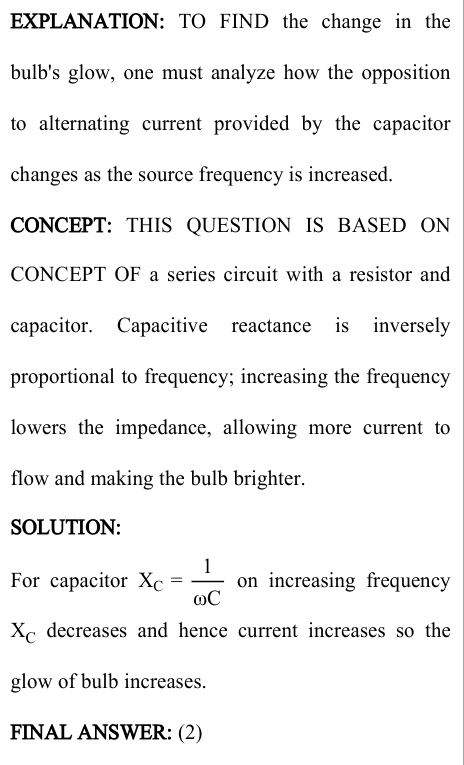 EXPLANATION: TO FIND the change in the
bulb's glow, one must analyze how the opposition
to alternating current provided by the capacitor
changes as the source frequency is increased.
CONCEPT: THIS QUESTION IS BASED ON
CONCEPT OF a series circuit with a resistor and
capacitor. Capacitive reactance is inversely
proportional to frequency; increasing the frequency
lowers the impedance, allowing more current to
flow and making the bulb brighter.
SOLUTION:
For capacitor X_C = 1/ωC on increasing frequency
X_C decreases and hence current increases so the
glow of bulb increases.
FINAL ANSWER: (2)